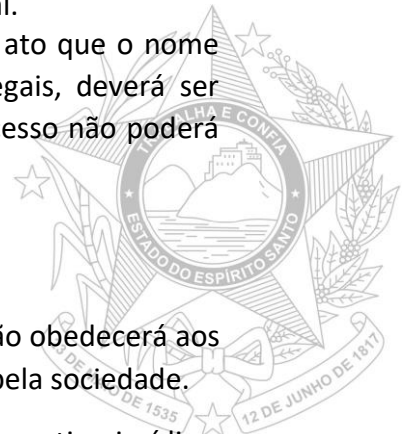 al.
ato que o nome
egais, deverá ser
esso não poderá
TRABALHA E CONFIA
ESTADO DO ESPÍRITO SANTO
ão obedecerá aos
pela sociedade.
23 DE MAIO DE 1535
12 DE JUNHO DE 1817